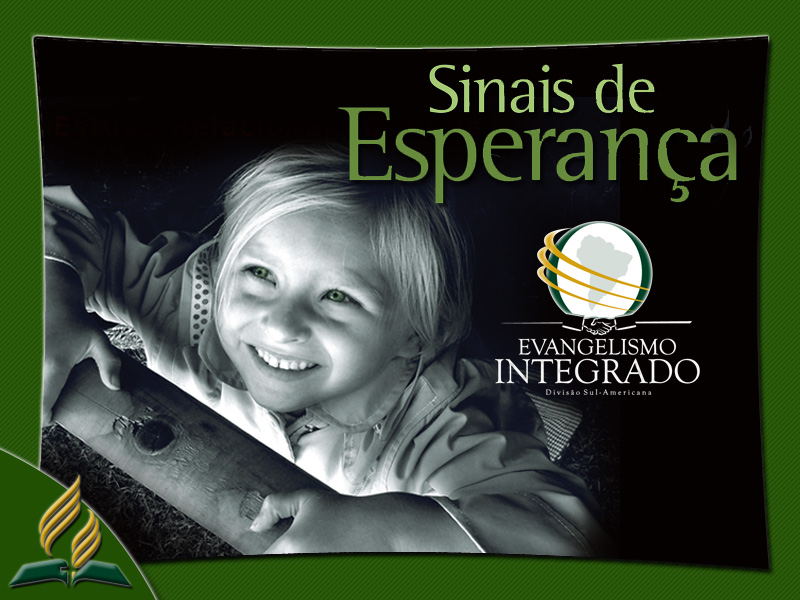 Sinais de
Esperança
EVANGELISMO
INTEGRADO
Divisão Sul-Americana